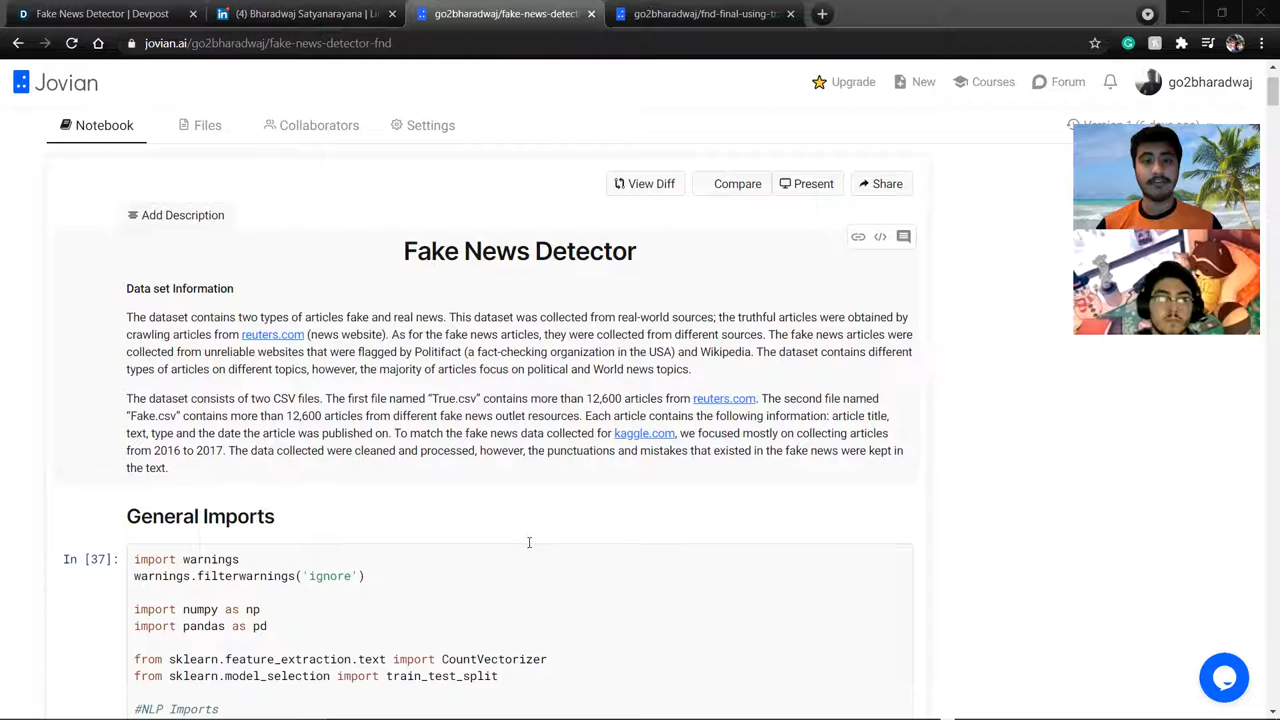 Fake News Detector | Devpost
(4) Bharadwaj Satyanarayana | Li
go2bharadwaj/fake-news-detect
go2bharadwaj/fnd-final-using-tr
jovian.ai/go2bharadwaj/fake-news-detector-fnd
Jovian
Upgrade
New
Courses
Forum
go2bharadwaj
Notebook
Files
Collaborators
Settings
View Diff
Compare
Present
Share
Add Description
Fake News Detector
Data set Information
The dataset contains two types of articles fake and real news. This dataset was collected from real-world sources; the truthful articles were obtained by
crawling articles from reuters.com (news website). As for the fake news articles, they were collected from different sources. The fake news articles were
collected from unreliable websites that were flagged by Politifact (a fact-checking organization in the USA) and Wikipedia. The dataset contains different
types of articles on different topics, however, the majority of articles focus on political and World news topics.
The dataset consists of two CSV files. The first file named “True.csv” contains more than 12,600 articles from reuters.com. The second file named
“Fake.csv” contains more than 12,600 articles from different fake news outlet resources. Each article contains the following information: article title,
text, type and the date the article was published on. To match the fake news data collected for kaggle.com, we focused mostly on collecting articles
from 2016 to 2017. The data collected were cleaned and processed, however, the punctuations and mistakes that existed in the fake news were kept in
the text.
General Imports
In [37]:
import warnings
warnings.filterwarnings('ignore')
import numpy as np
import pandas as pd
from sklearn.feature_extraction.text import CountVectorizer
from sklearn.model_selection import train_test_split
#NLP Imports